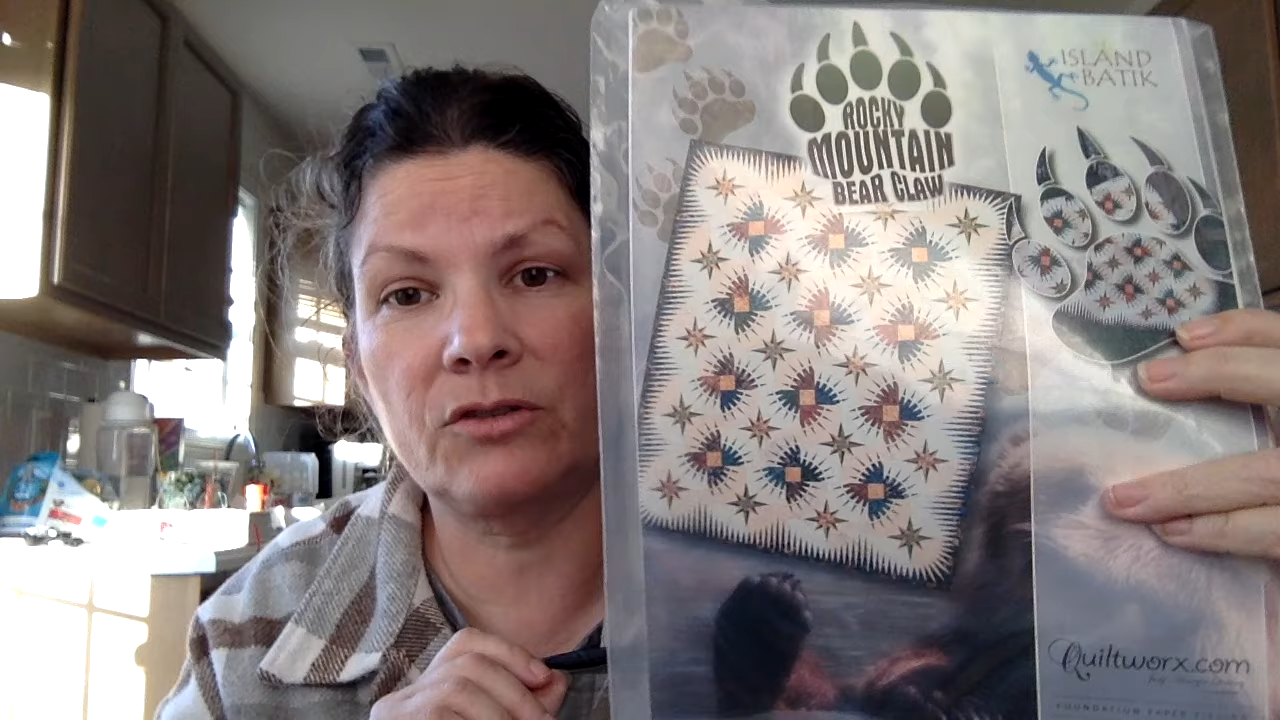 ROCKY
MOUNTAIN
BEAR CLAW
ISLAND
BATIK
Quiltworx.com
FOUNDATION PAPER